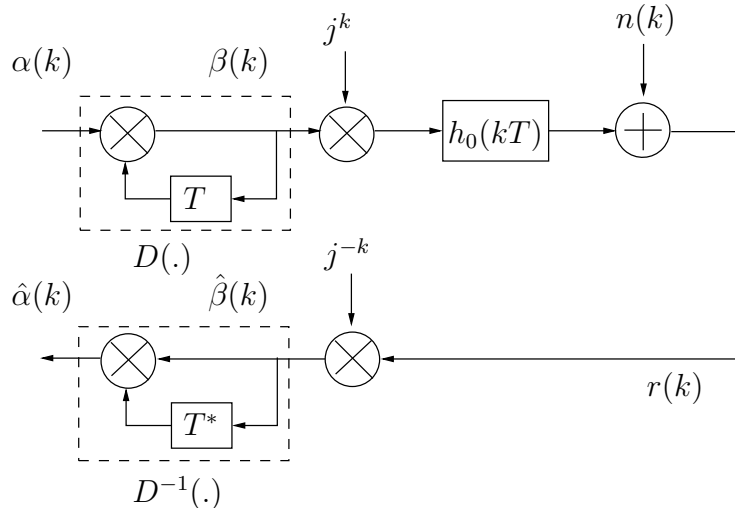 j^k
n(k)
α(k)
β(k)
h_0(kT)
T
D(.)
j^{-k}
α̂(k)
β̂(k)
r(k)
T^*
D^{-1}(.)